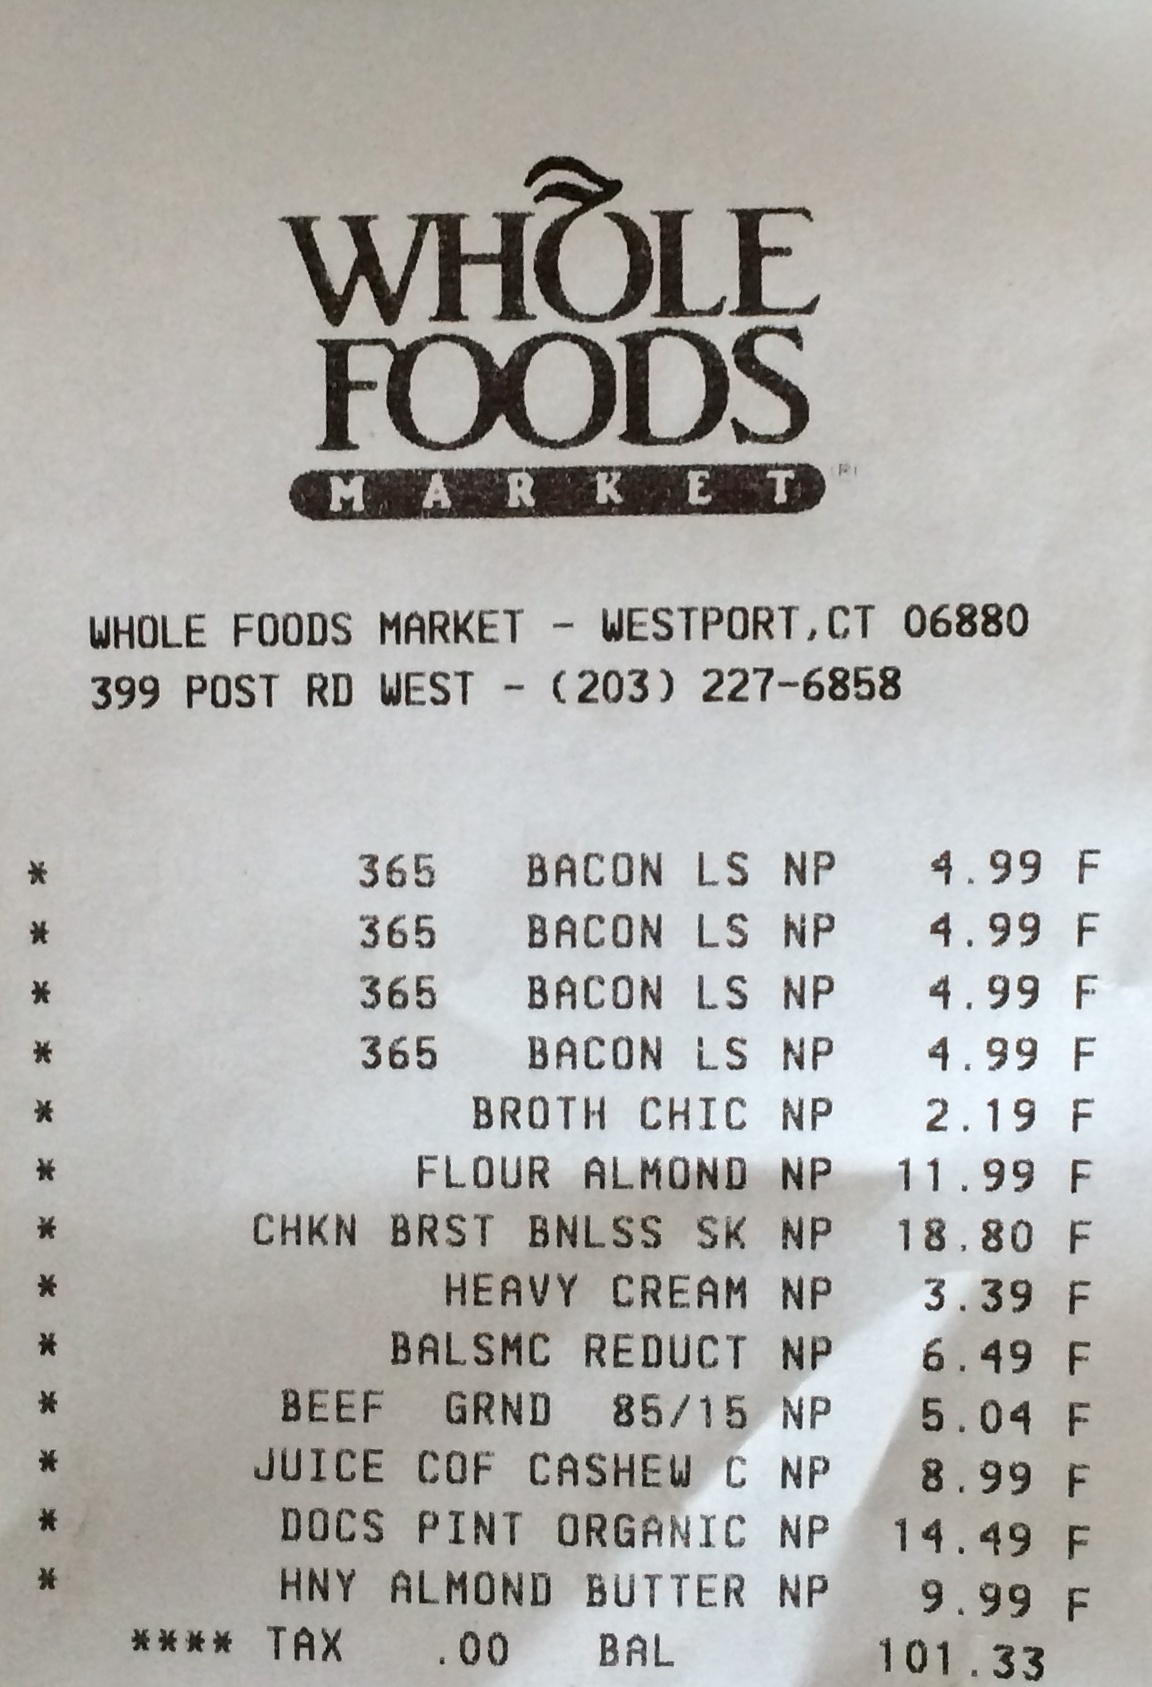 WHOLE
FOODS
MARKET
WHOLE FOODS MARKET - WESTPORT,CT 06880
399 POST RD WEST - (203) 227-6858
* 365 BACON LS NP 4.99 F
* 365 BACON LS NP 4.99 F
* 365 BACON LS NP 4.99 F
* 365 BACON LS NP 4.99 F
* BROTH CHIC NP 2.19 F
* FLOUR ALMOND NP 11.99 F
* CHKN BRST BNLSS SK NP 18.80 F
* HEAVY CREAM NP 3.39 F
* BALSMC REDUCT NP 6.49 F
* BEEF GRND 85/15 NP 5.04 F
* JUICE COF CASHEW C NP 8.99 F
* DOCS PINT ORGANIC NP 14.49 F
* HNY ALMOND BUTTER NP 9.99 F
**** TAX .00 BAL 101.33